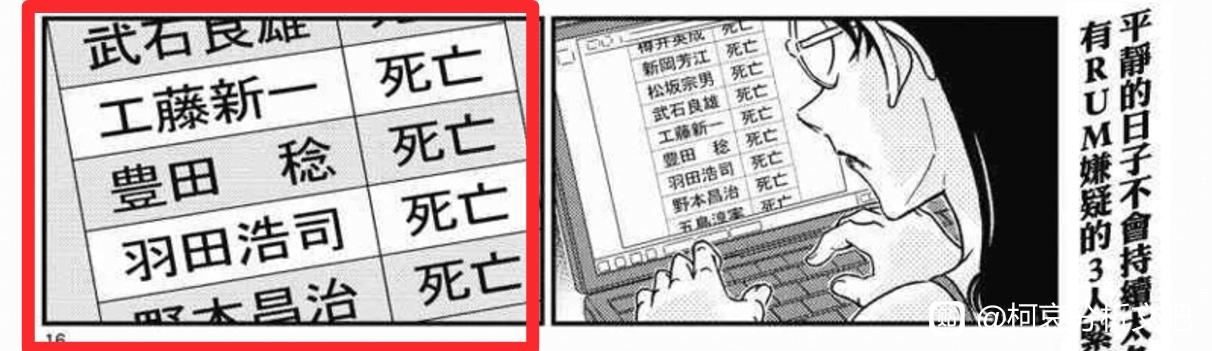 武石良雄
工藤新一 死亡
豊田 稔 死亡
羽田浩司 死亡
野本昌治 死亡
16
新岡芳江 死亡
松坂宗男 死亡
武石良雄 死亡
工藤新一 死亡
豊田 稔 死亡
羽田浩司 死亡
野本昌治 死亡
平靜的日子不會持續太
有RUM嫌疑的3人
@柯